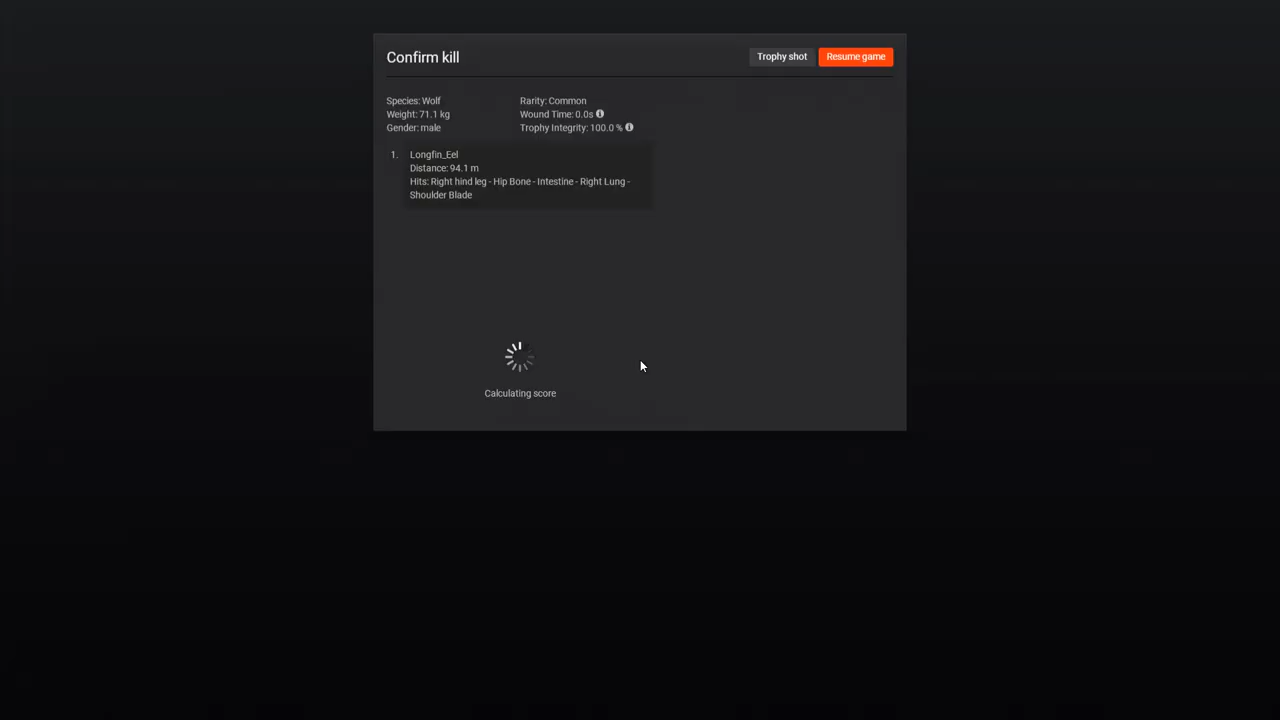 Confirm kill
Trophy shot
Resume game
Species: Wolf
Rarity: Common
Weight: 71.1 kg
Wound Time: 0.0s
Gender: male
Trophy Integrity: 100.0 %
1. Longfin_Eel
Distance: 94.1 m
Hits: Right hind leg - Hip Bone - Intestine - Right Lung -
Shoulder Blade
Calculating score